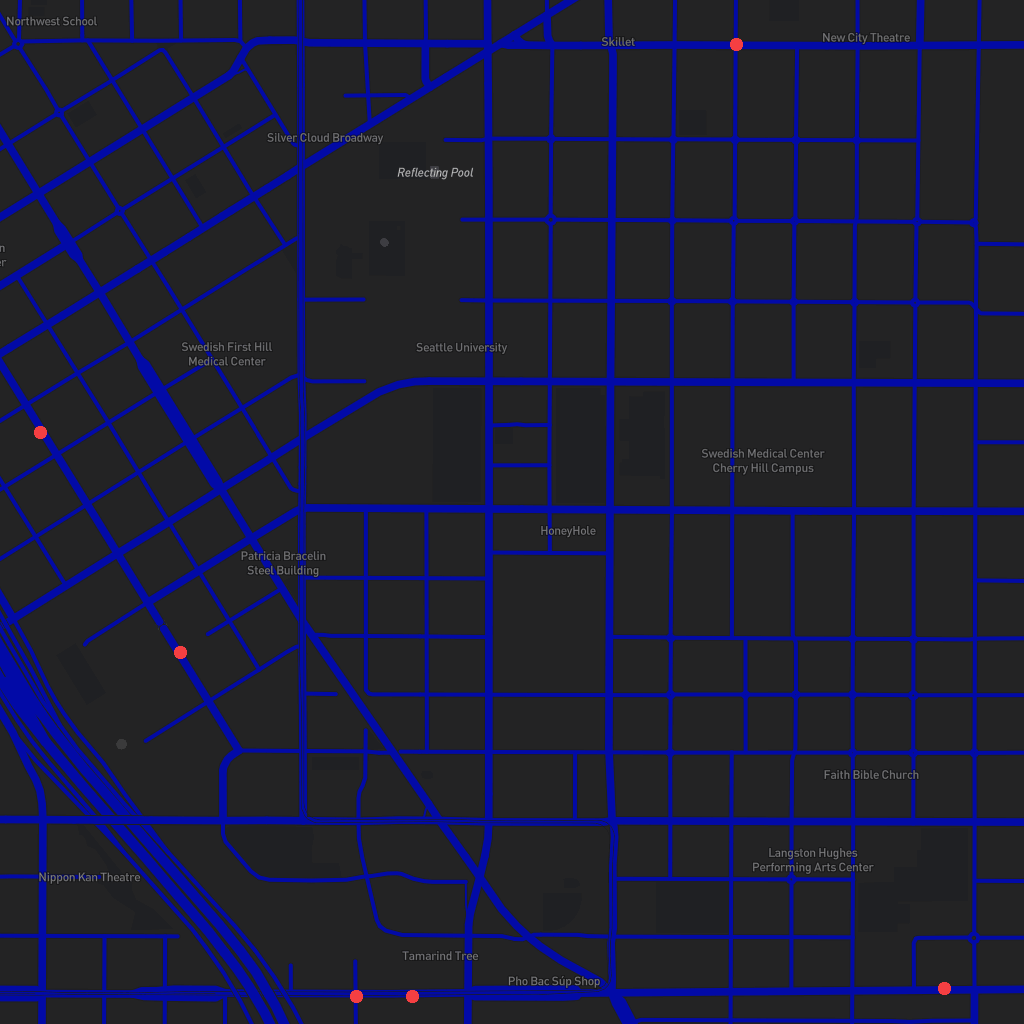 Northwest School
Skillet
New City Theatre
Silver Cloud Broadway
Reflecting Pool
n
er
Swedish First Hill
Medical Center
Seattle University
Swedish Medical Center
Cherry Hill Campus
HoneyHole
Patricia Bracelin
Steel Building
Faith Bible Church
Langston Hughes
Performing Arts Center
Nippon Kan Theatre
Tamarind Tree
Pho Bac Súp Shop